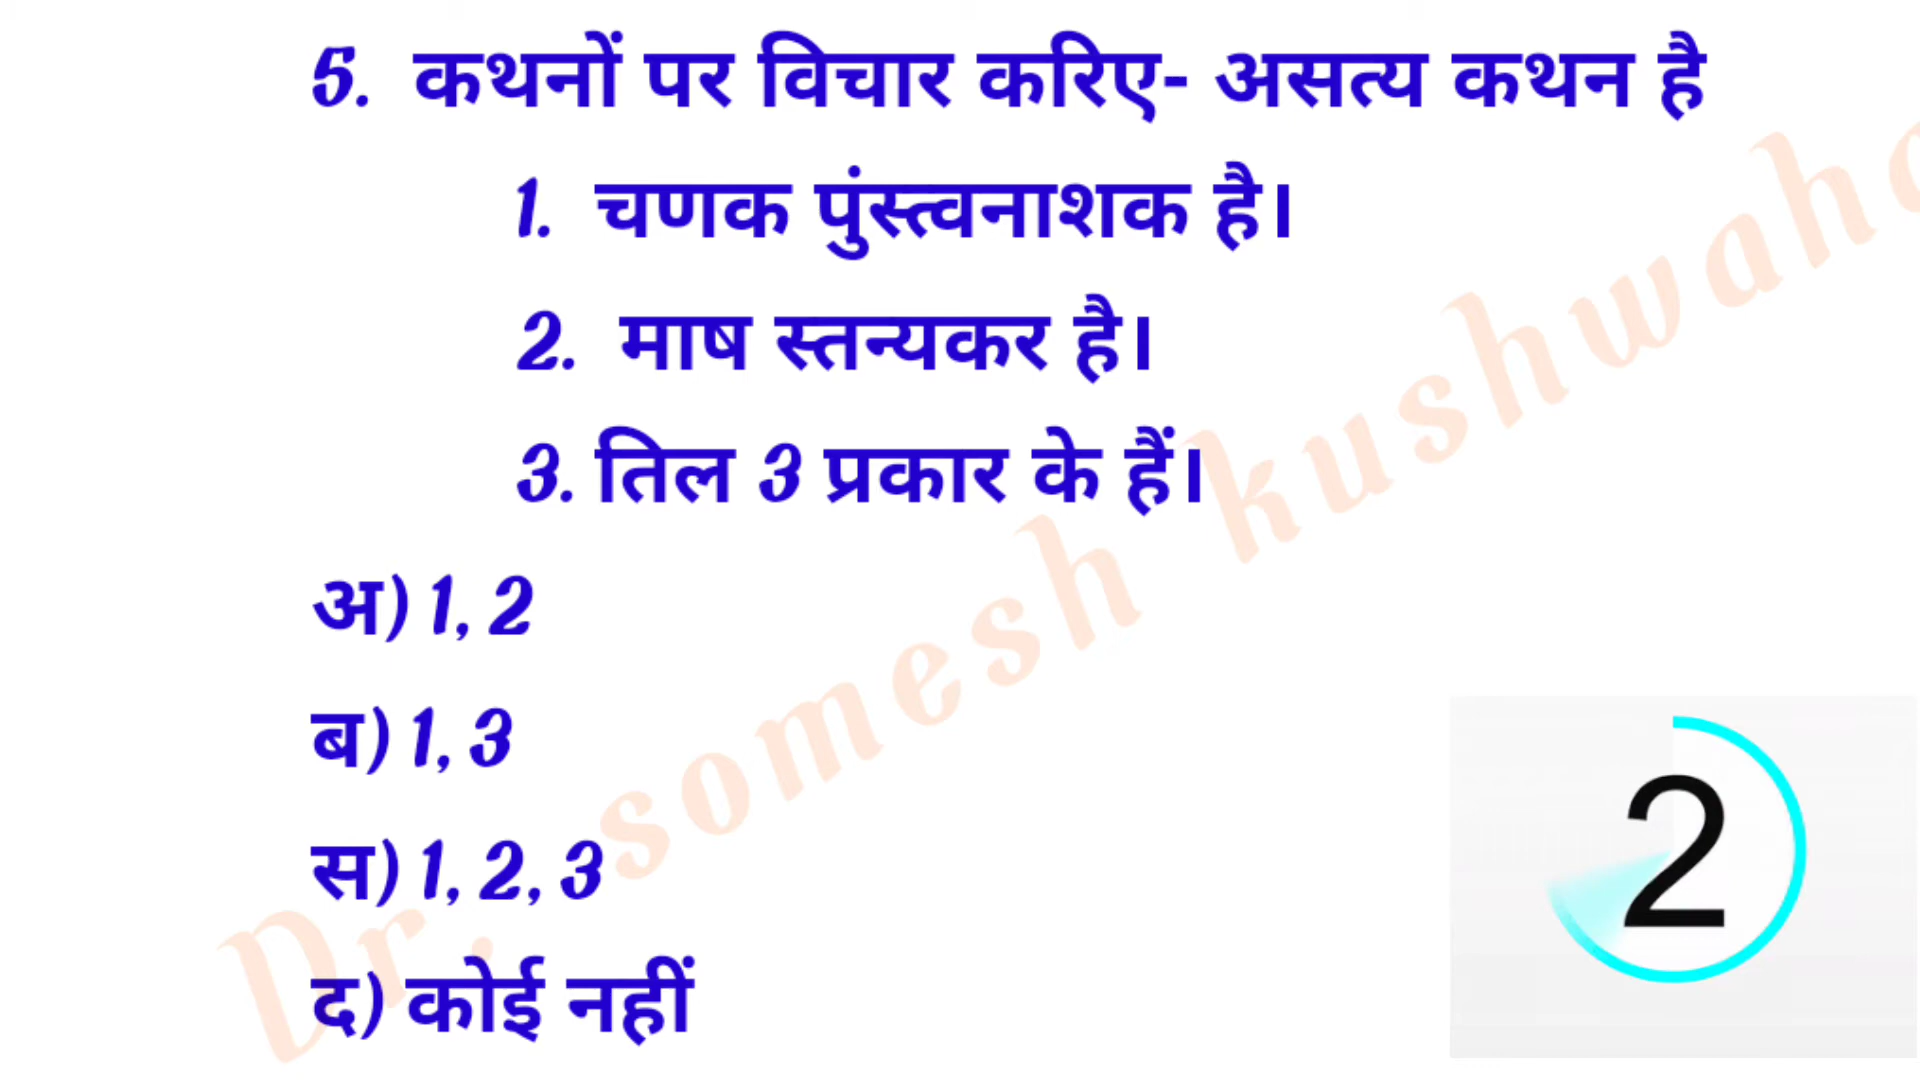 5. कथनों पर विचार करिए- असत्य कथन है
1. चणक पुंस्त्वनाशक है।
2. माष स्तन्यकर है।
3. तिल 3 प्रकार के हैं।
अ) 1, 2
ब) 1, 3
स) 1, 2, 3
द) कोई नहीं
2
Dr. somesh kushwaha